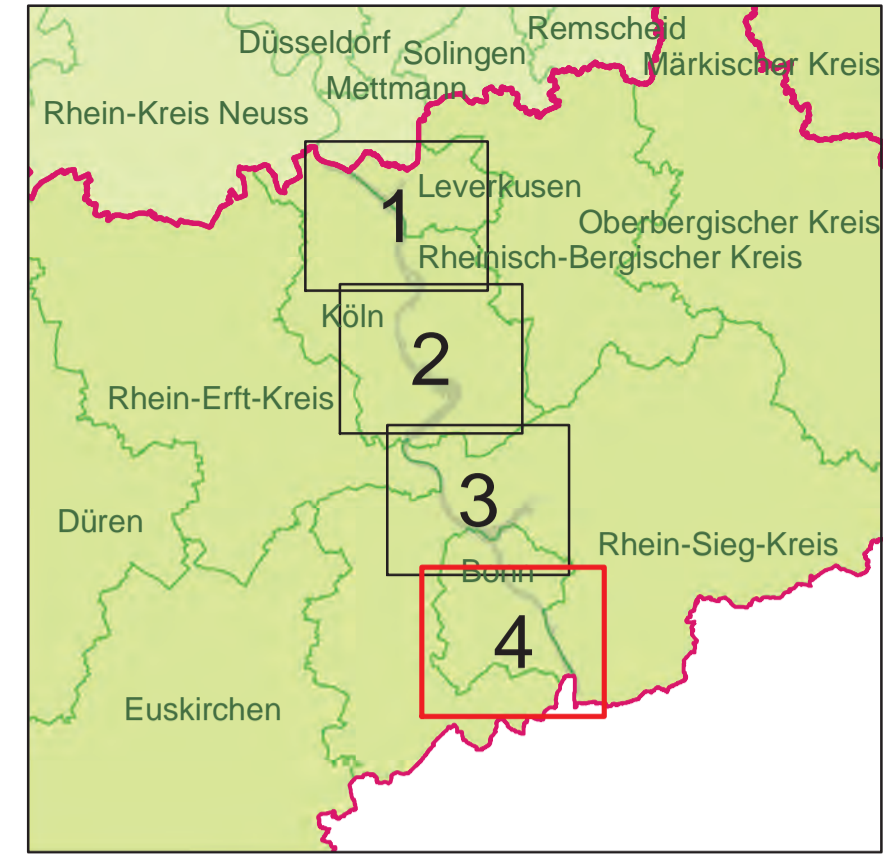 Remscheid
Düsseldorf
Solingen
Märkischer Kreis
Mettmann
Rhein-Kreis Neuss
Leverkusen
1
Oberbergischer Kreis
Rheinisch-Bergischer Kreis
Köln
2
Rhein-Erft-Kreis
3
Düren
Rhein-Sieg-Kreis
Bonn
4
Euskirchen